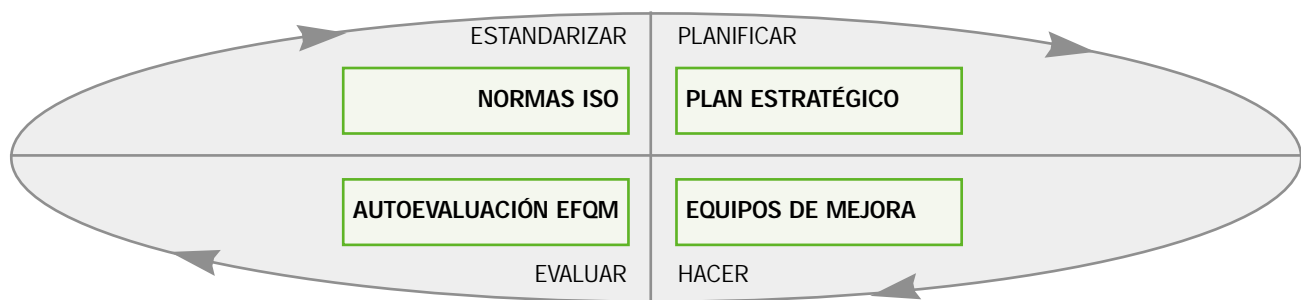 ESTANDARIZAR
PLANIFICAR
NORMAS ISO
PLAN ESTRATÉGICO
AUTOEVALUACIÓN EFQM
EQUIPOS DE MEJORA
EVALUAR
HACER